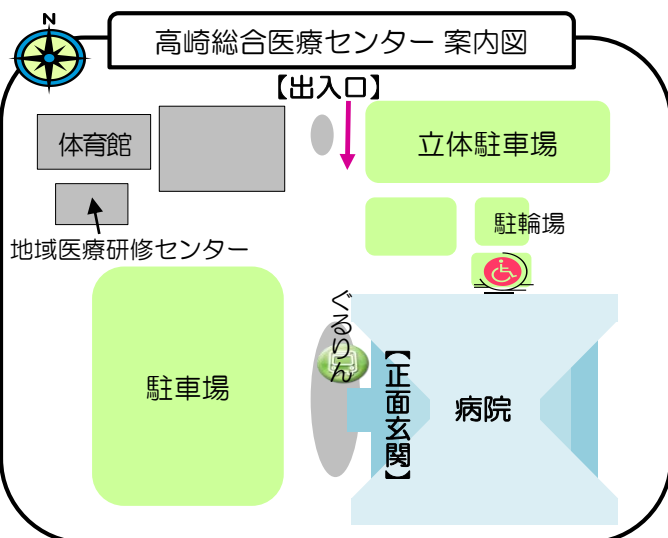 N
高崎総合医療センター 案内図
【出入口】
体育館
立体駐車場
駐輪場
地域医療研修センター
ぐるりん
駐車場
【正面玄関】
病院